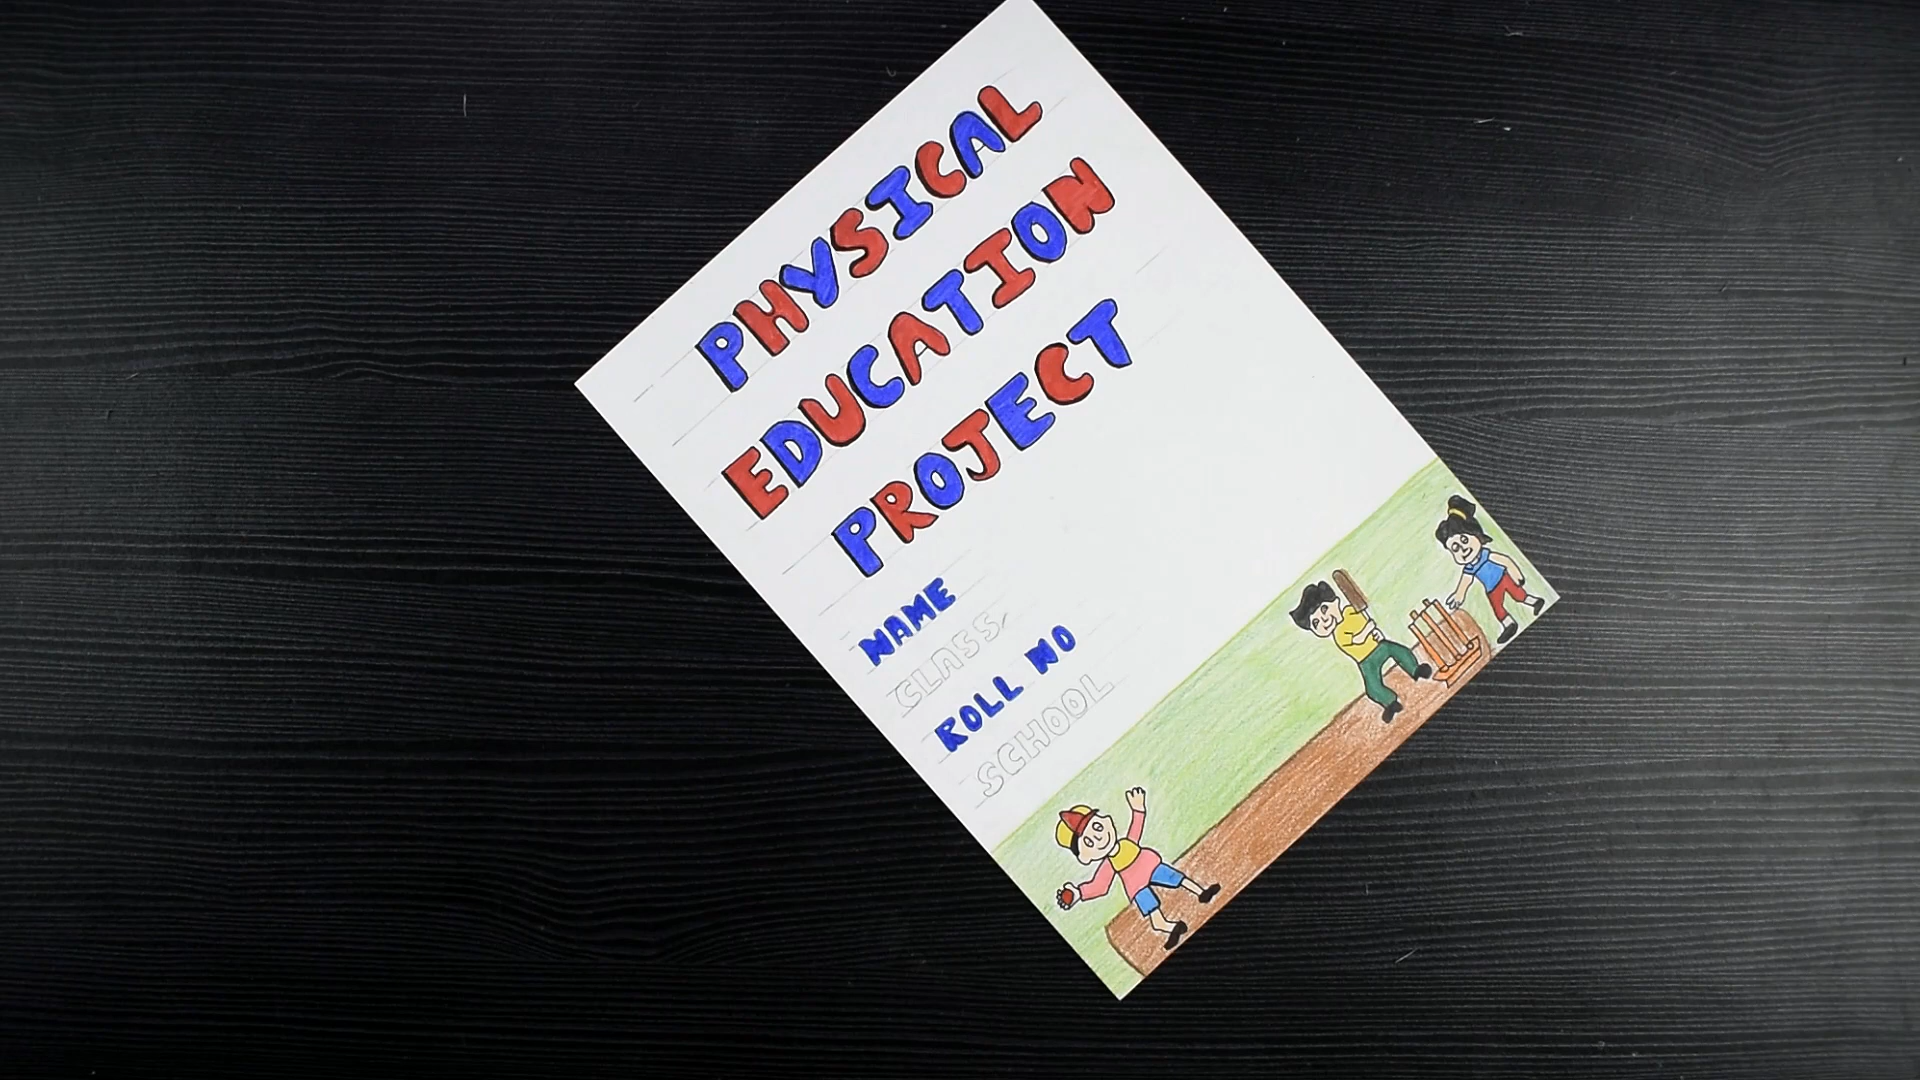 PHYSICAL
EDUCATION
PROJECT
NAME
CLASS
ROLL NO
SCHOOL